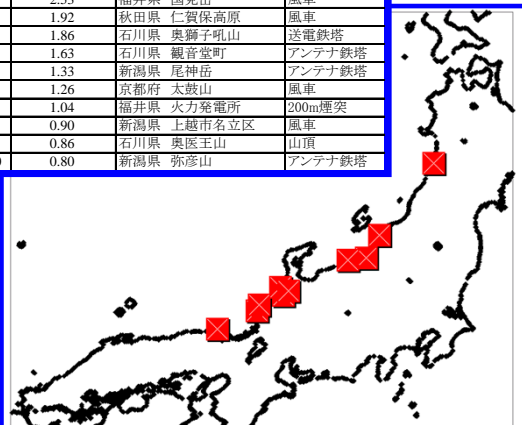 1.92 秋田県 仁賀保高原 風車
1.86 石川県 奥獅子吼山 送電鉄塔
1.63 石川県 観音堂町 アンテナ鉄塔
1.33 新潟県 尾神岳 アンテナ鉄塔
1.26 京都府 太鼓山 風車
1.04 福井県 火力発電所 200m煙突
0.90 新潟県 上越市名立区 風車
0.86 石川県 奥医王山 山頂
0.80 新潟県 弥彦山 アンテナ鉄塔